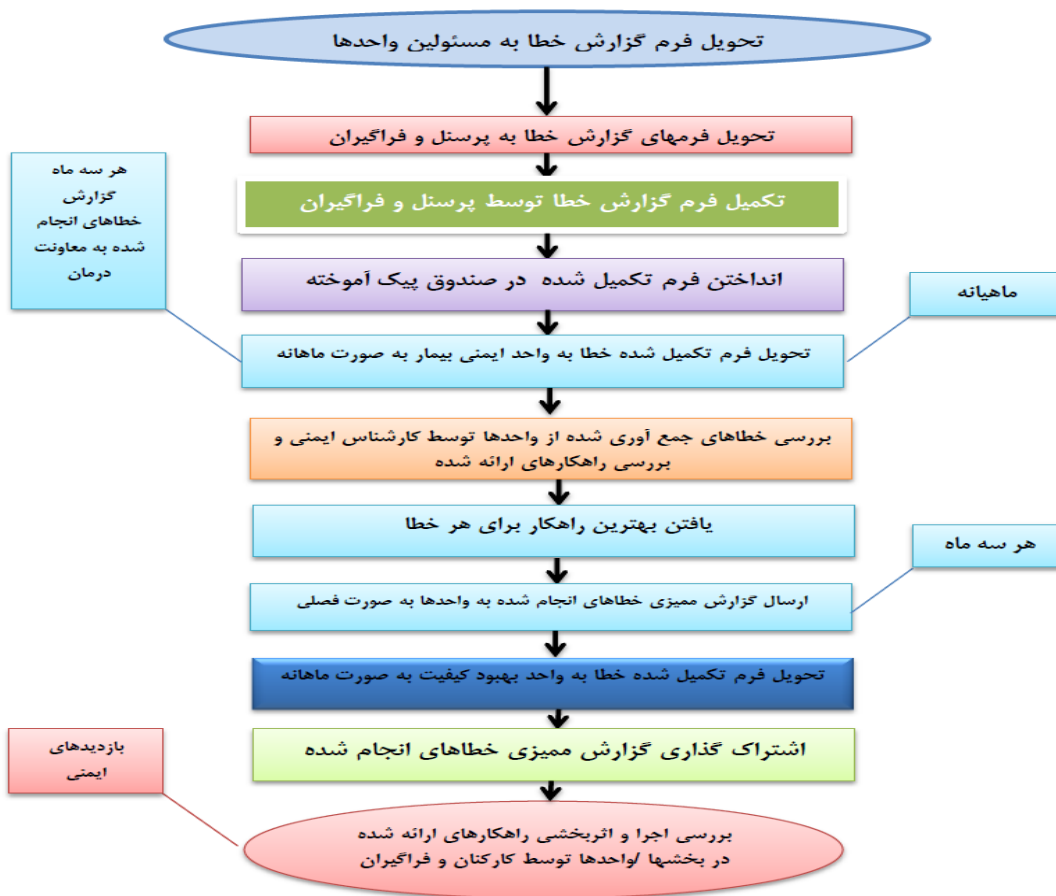 تحویل فرم گزارش خطا به مسئولین واحدها
تحویل فرمهای گزارش خطا به پرسنل و فراگیران
هر سه ماه
گزارش
خطاهای انجام
شده به معاونت
درمان
تکمیل فرم گزارش خطا توسط پرسنل و فراگیران
انداختن فرم تکمیل شده در صندوق پیک آموخته
ماهیانه
تحویل فرم تکمیل شده خطا به واحد ایمنی بیمار به صورت ماهانه
بررسی خطاهای جمع آوری شده از واحدها توسط کارشناس ایمنی و
بررسی راهکارهای ارائه شده
یافتن بهترین راهکار برای هر خطا
هر سه ماه
ارسال گزارش ممیزی خطاهای انجام شده به واحدها به صورت فصلی
تحویل فرم تکمیل شده خطا به واحد بهبود کیفیت به صورت ماهانه
اشتراک گذاری گزارش ممیزی خطاهای انجام شده
بازدیدهای
ایمنی
بررسی اجرا و اثربخشی راهکارهای ارائه شده
در بخشها /واحدها توسط کارکنان و فراگیران